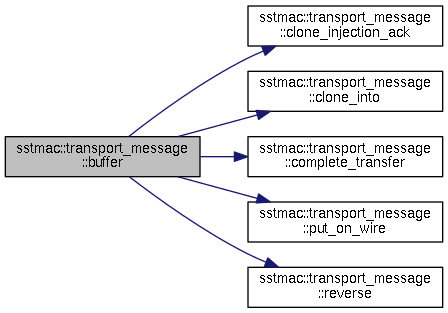 sstmac::transport_message
::buffer
sstmac::transport_message
::clone_injection_ack
sstmac::transport_message
::clone_into
sstmac::transport_message
::complete_transfer
sstmac::transport_message
::put_on_wire
sstmac::transport_message
::reverse